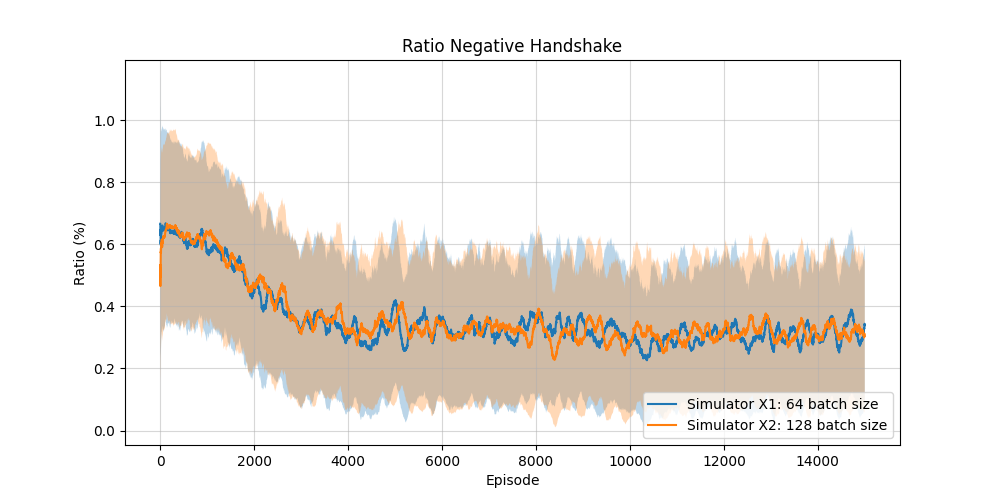 Ratio Negative Handshake
Ratio (%)
1.0
0.8
0.6
0.4
0.2
0.0
0 2000 4000 6000 8000 10000 12000 14000
Episode
Simulator X1: 64 batch size
Simulator X2: 128 batch size